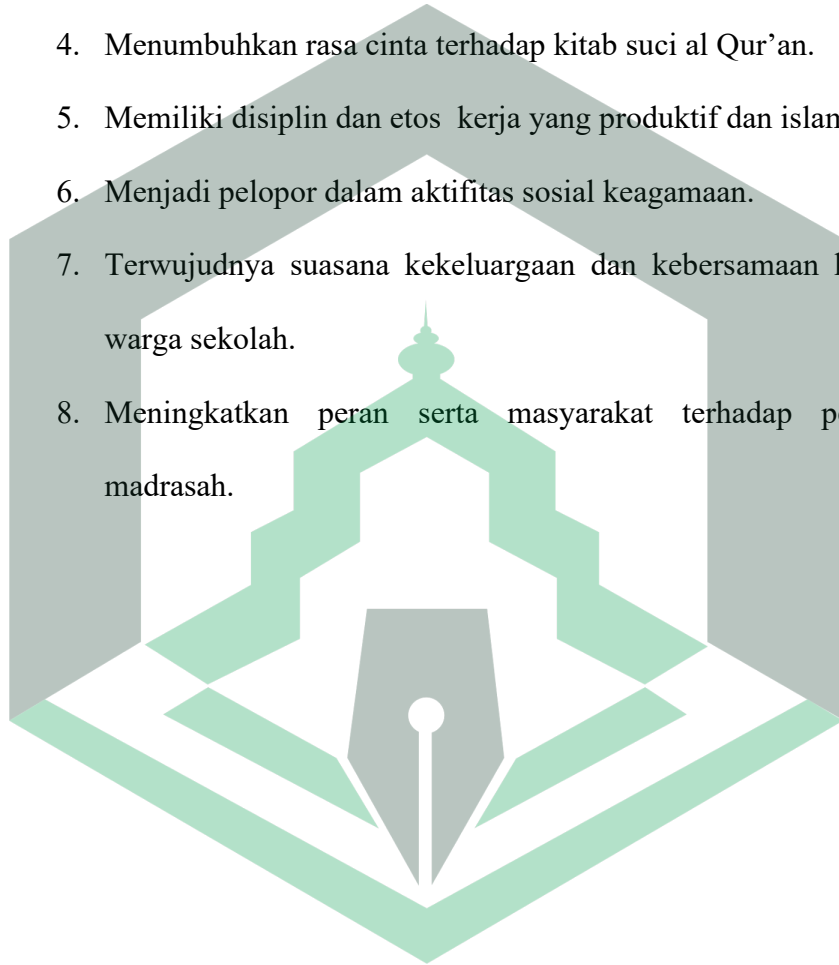 4. Menumbuhkan rasa cinta terhadap kitab suci al Qur’an.
5. Memiliki disiplin dan etos kerja yang produktif dan
6. Menjadi pelopor dalam aktifitas sosial keagamaan.
7. Terwujudnya suasana kekeluargaan dan kebersamaan
warga sekolah.
8. Meningkatkan peran serta masyarakat terhadap
madrasah.